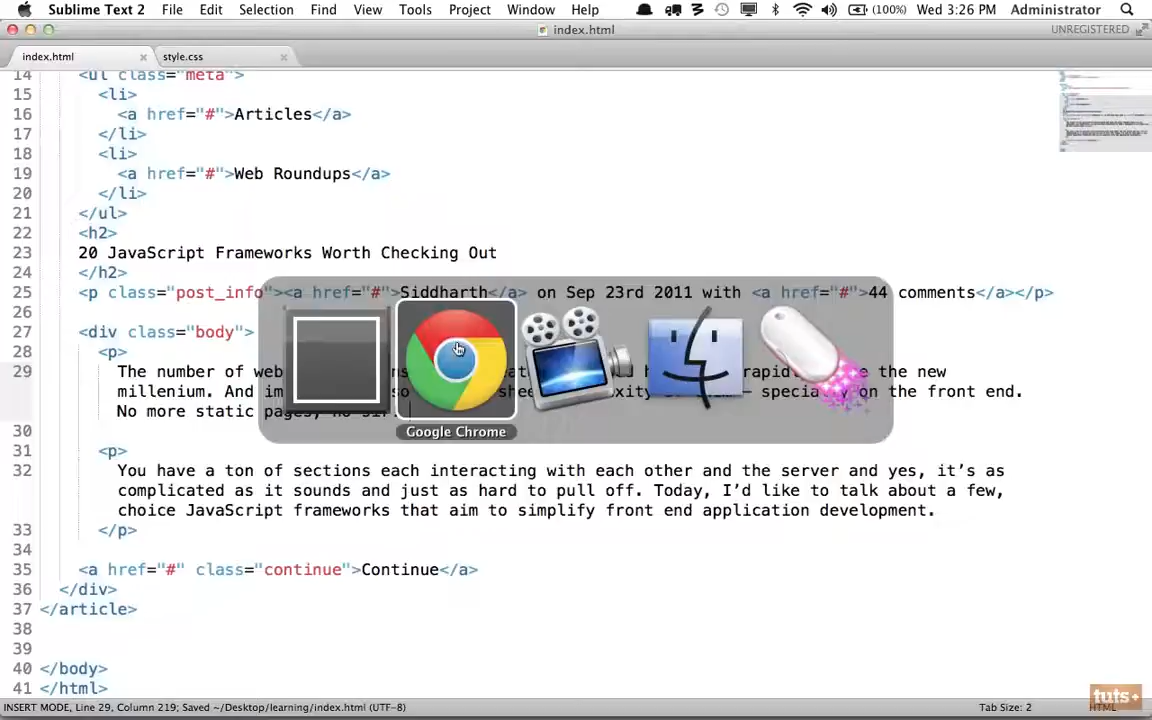 Sublime Text 2 File Edit Selection Find View Tools Project Window Help (100%) Wed 3:26 PM Administrator
index.html UNREGISTERED
index.html style.css
14 <ul class="meta">
15 <li>
16 <a href="#">Articles</a>
17 </li>
18 <li>
19 <a href="#">Web Roundups</a>
20 </li>
21 </ul>
22 <h2>
23 20 JavaScript Frameworks Worth Checking Out
24 </h2>
25 <p class="post_info"><a href="#">Siddharth</a> on Sep 23rd 2011 with <a href="#">44 comments</a></p>
26
27 <div class="body">
28 <p>
29 The number of web the new
millenium. And on the front end.
No more static pages, no sir.
30
31 <p>
32 You have a ton of sections each interacting with each other and the server and yes, it’s as
complicated as it sounds and just as hard to pull off. Today, I’d like to talk about a few,
choice JavaScript frameworks that aim to simplify front end application development.
33 </p>
34
35 <a href="#" class="continue">Continue</a>
36 </div>
37 </article>
38
39
40 </body>
41 </html>
Google Chrome
INSERT MODE, Line 29, Column 219; Saved ~/Desktop/learning/index.html (UTF-8) Tab Size: 2 HTML
tuts+